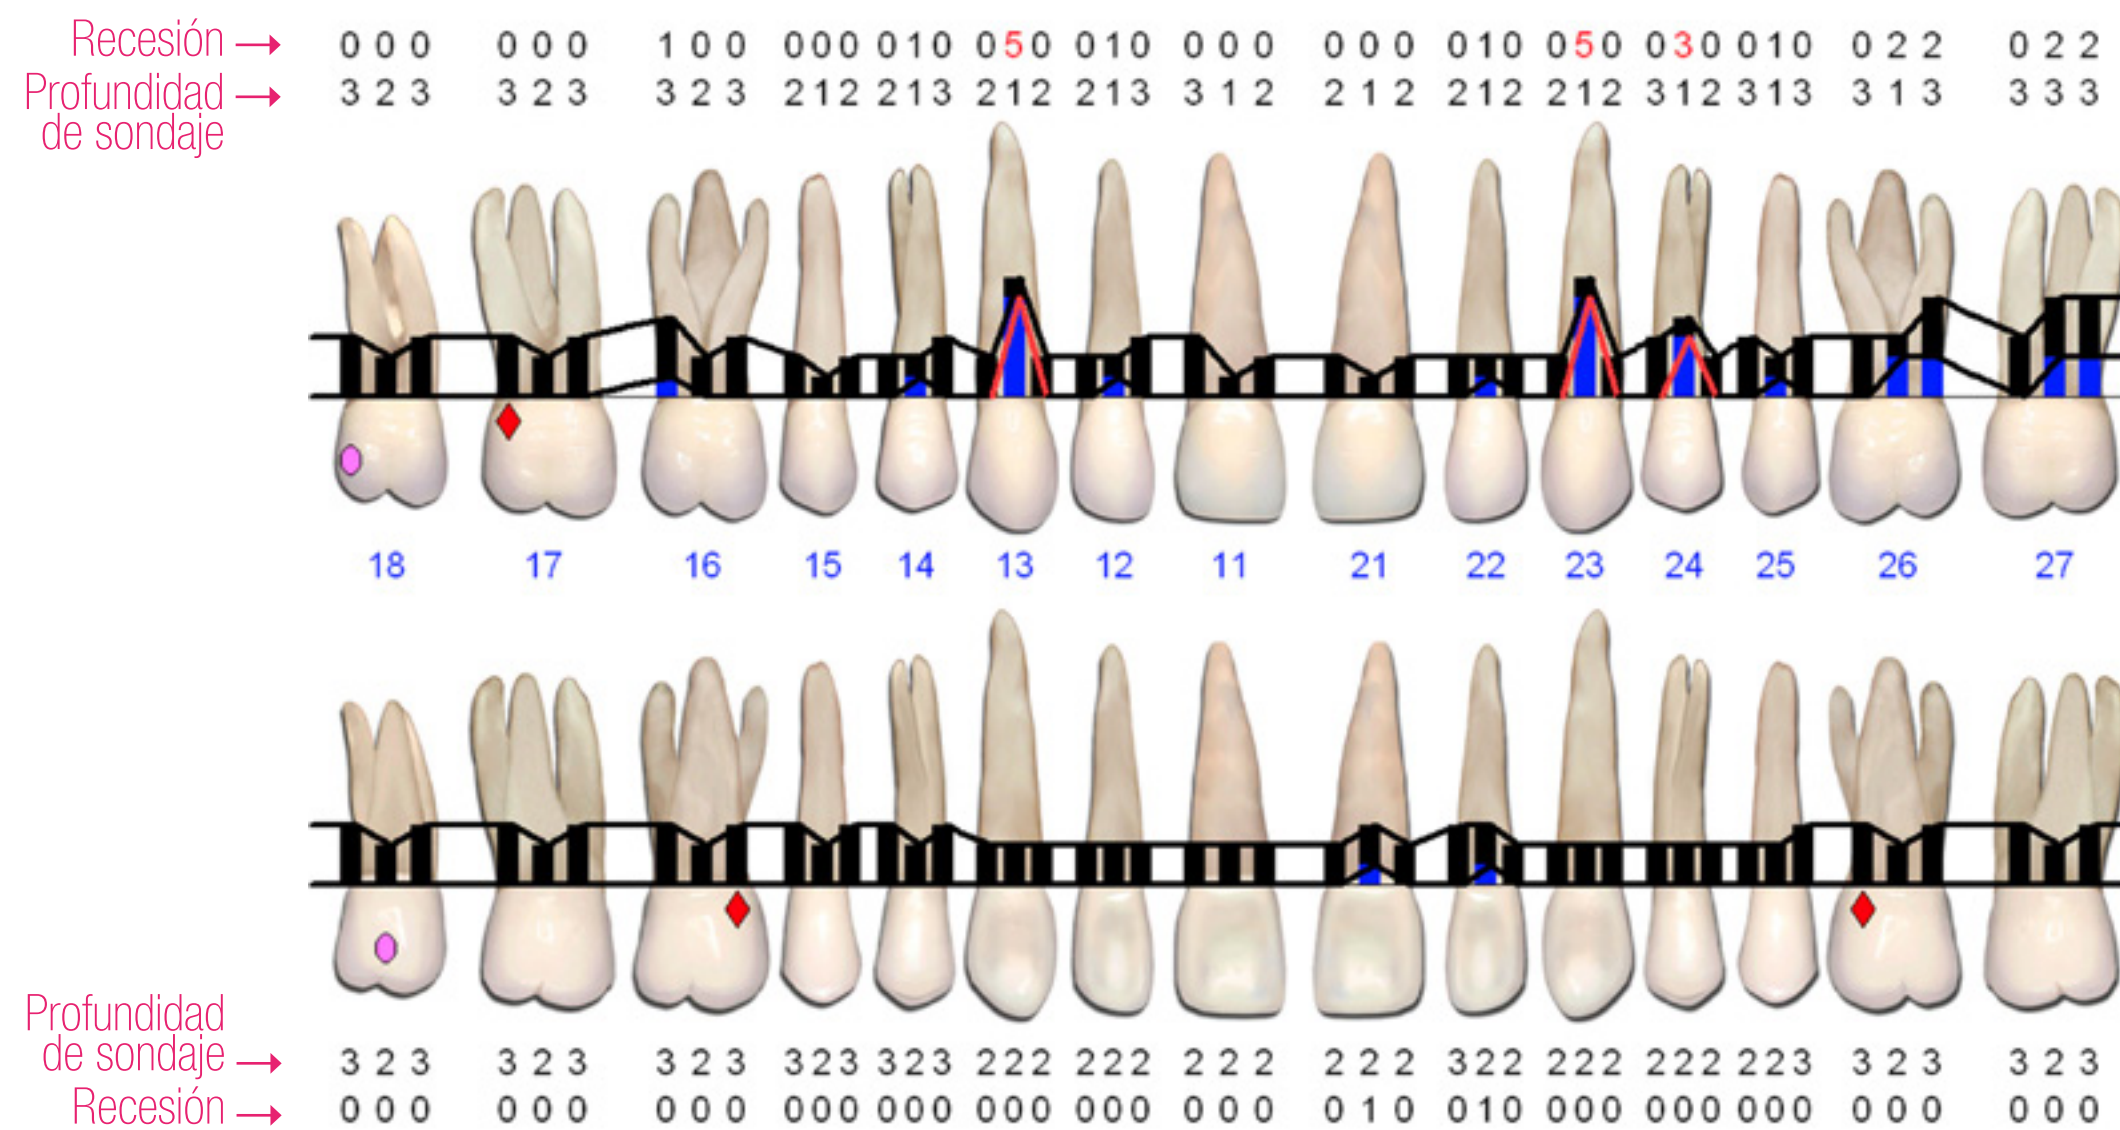 Recesión → 0 0 0 0 0 0 1 0 0 000 010 050 010 0 0 0 0 0 0 010 050 030 010 0 2 2 0 2 2
Profundidad → 3 2 3 3 2 3 3 2 3 212 213 212 213 3 1 2 2 1 2 212 212 312 313 3 1 3 3 3 3
de sondaje
18 17 16 15 14 13 12 11 21 22 23 24 25 26 27
Profundidad
de sondaje → 3 2 3 3 2 3 3 2 3 323 323 222 222 2 2 2 2 2 2 322 222 222 223 3 2 3 3 2 3
Recesión → 0 0 0 0 0 0 0 0 0 000 000 000 000 0 0 0 0 1 0 010 000 000 000 0 0 0 0 0 0